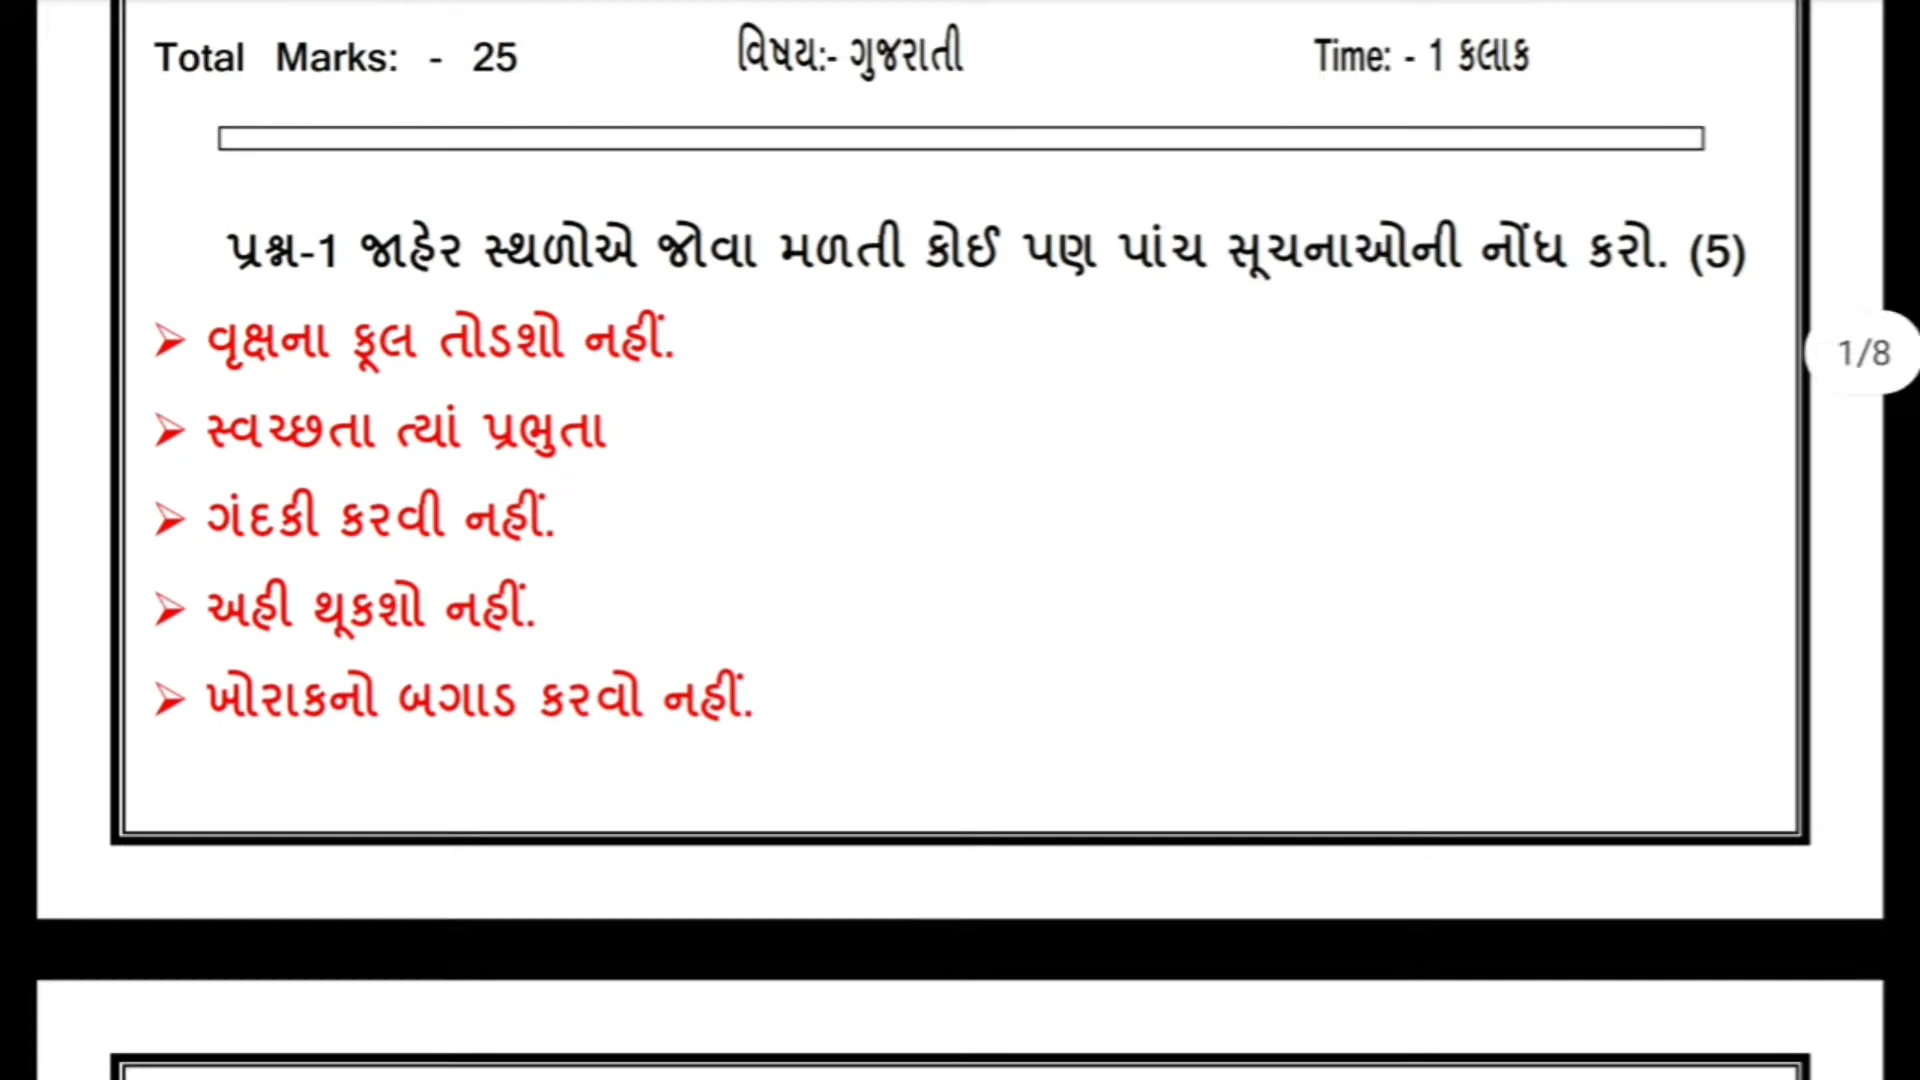 Total Marks: - 25 વિષય:- ગુજરાતી Time: - 1 કલાક
પ્રશ્ન-1 જાહેર સ્થળોએ જોવા મળતી કોઈ પણ પાંચ સૂચનાઓની નોંધ કરો. (5)
➢ વૃક્ષના ફૂલ તોડશો નહીં.
➢ સ્વચ્છતા ત્યાં પ્રભુતા
➢ ગંદકી કરવી નહીં.
➢ અહી થૂકશો નહીં.
➢ ખોરાકનો બગાડ કરવો નહીં.
1/8